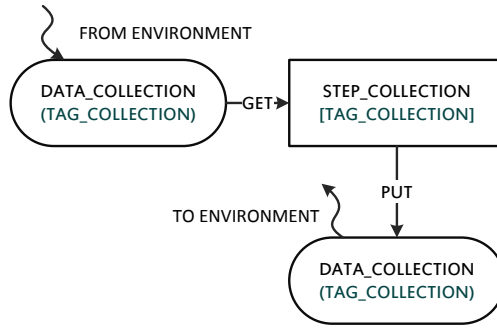 FROM ENVIRONMENT
DATA_COLLECTION
(TAG_COLLECTION)
GET
STEP_COLLECTION
[TAG_COLLECTION]
PUT
TO ENVIRONMENT
DATA_COLLECTION
(TAG_COLLECTION)